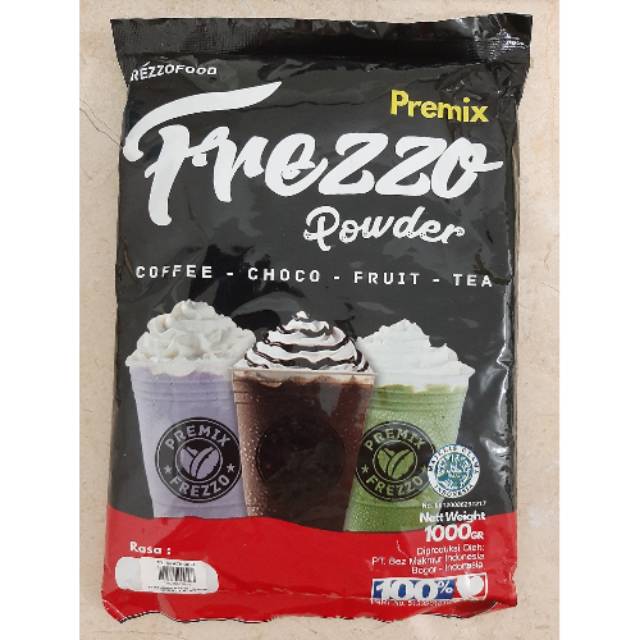 REZZOFOOD
Premix
Frezzo
Powder
COFFEE - CHOCO - FRUIT - TEA
PREMIX
FREZZO
PREMIX
FREZZO
Nett Weight
1000GR
Diproduksi Oleh:
PT. Bez Makmur Indonesia
Bogor - Indonesia
Rasa :
100%